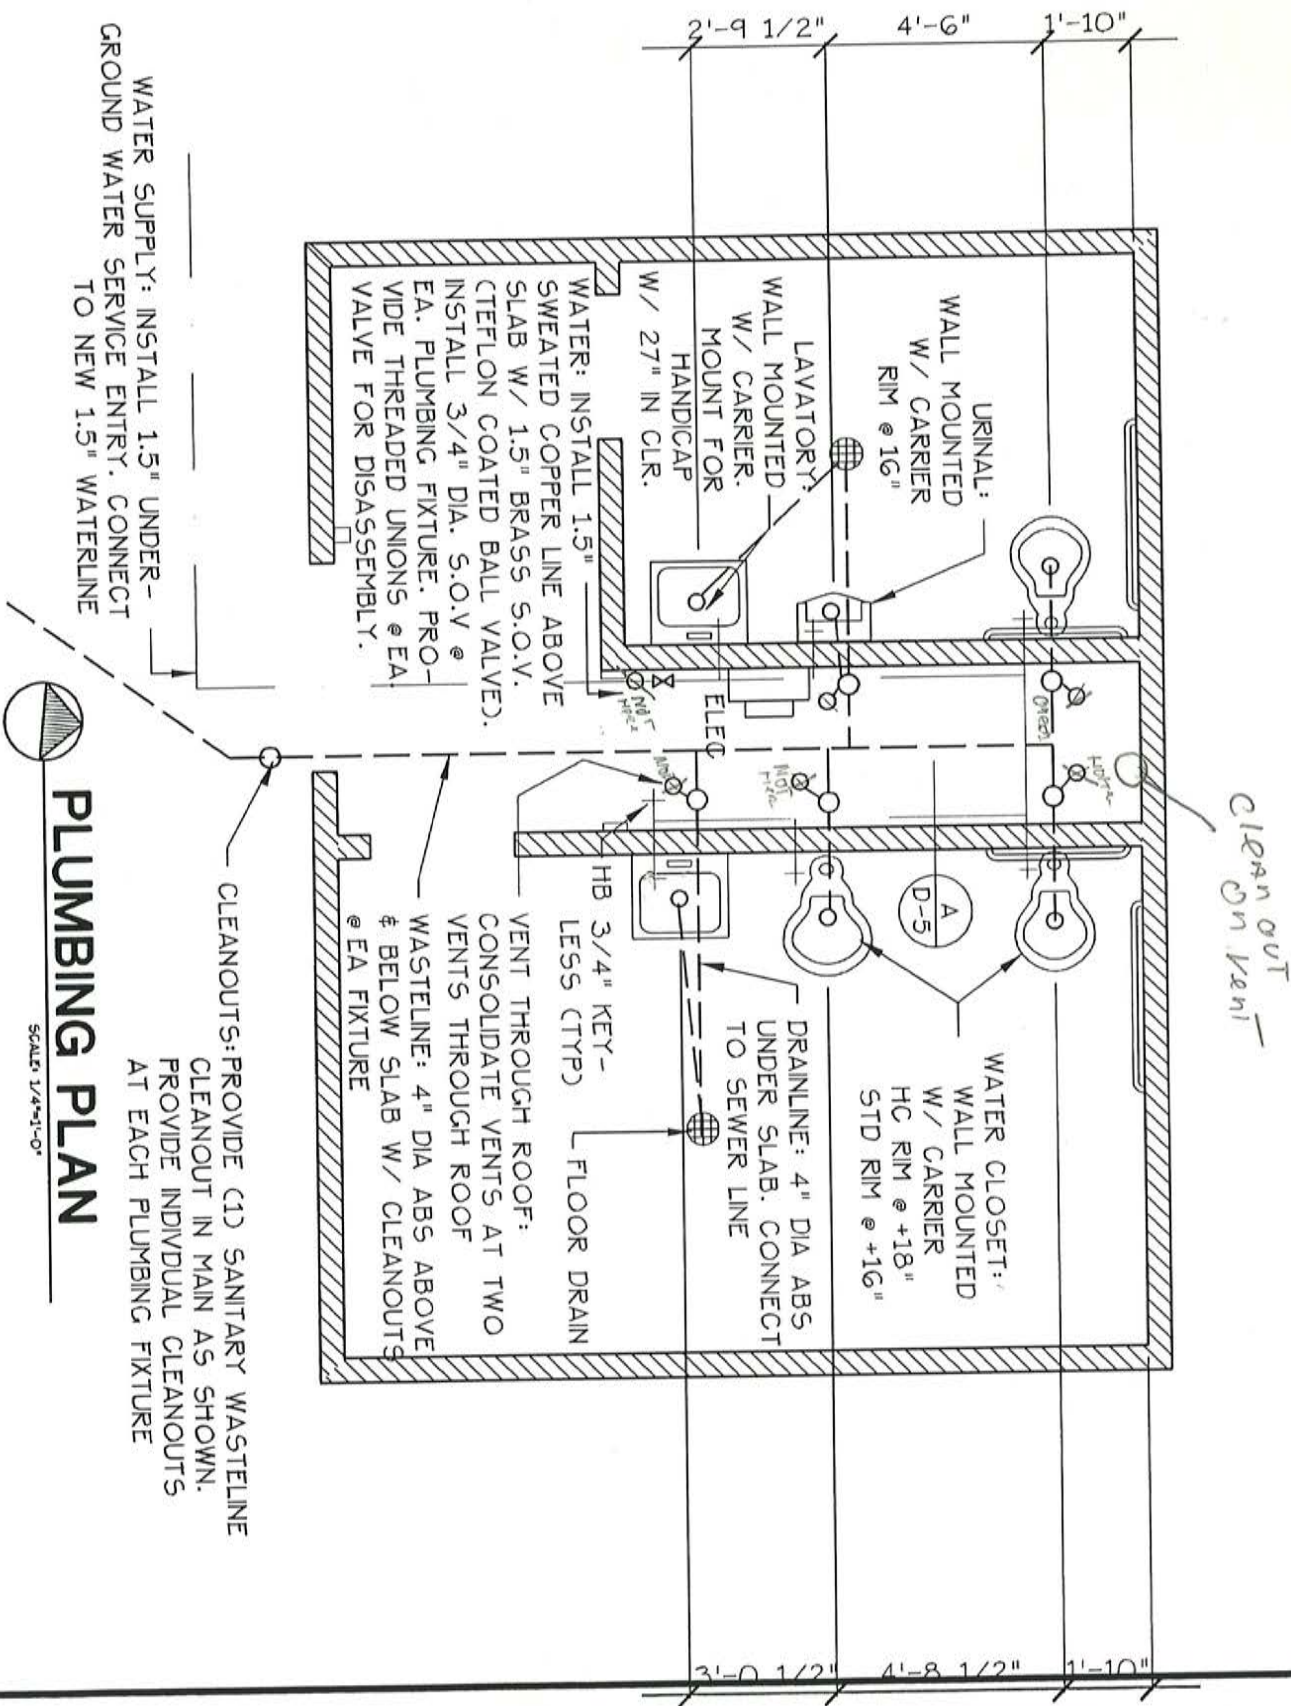 2'-9 1/2"
4'-6"
1'-10"
Clean out
on vent
URINAL:
WALL MOUNTED
W/ CARRIER
RIM @ 16"
LAVATORY:
WALL MOUNTED
W/ CARRIER.
MOUNT FOR
HANDICAP
W/ 27" IN CLR.
WATER: INSTALL 1.5"
SWEATED COPPER LINE ABOVE
SLAB W/ 1.5" BRASS S.O.V.
(TEFLON COATED BALL VALVE).
INSTALL 3/4" DIA. S.O.V @
EA. PLUMBING FIXTURE. PRO-
VIDE THREADED UNIONS @ EA.
VALVE FOR DISASSEMBLY.
WATER SUPPLY: INSTALL 1.5" UNDER-
GROUND WATER SERVICE ENTRY. CONNECT
TO NEW 1.5" WATERLINE
ELEC
NOT
HERE
NOT
HERE
A
D-5
WATER CLOSET:
WALL MOUNTED
W/ CARRIER
HC RIM @ +18"
STD RIM @ +16"
DRAINLINE: 4" DIA ABS
UNDER SLAB. CONNECT
TO SEWER LINE
FLOOR DRAIN
HB 3/4" KEY-
LESS (TYP)
VENT THROUGH ROOF:
CONSOLIDATE VENTS AT TWO
VENTS THROUGH ROOF
WASTELINE: 4" DIA ABS ABOVE
& BELOW SLAB W/ CLEANOUTS
@ EA FIXTURE
CLEANOUTS: PROVIDE (1) SANITARY WASTELINE
CLEANOUT IN MAIN AS SHOWN.
PROVIDE INDIVDUAL CLEANOUTS
AT EACH PLUMBING FIXTURE
3'-0 1/2"
4'-8 1/2"
1'-10"
PLUMBING PLAN
SCALE: 1/4"=1'-0"